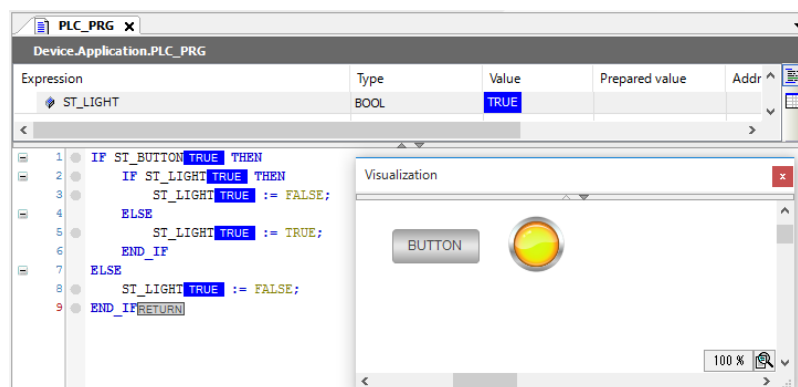 PLC_PRG X
Device.Application.PLC_PRG
Expression Type Value Prepared value Addr
ST_LIGHT BOOL TRUE
1 IF ST_BUTTON TRUE THEN
2 IF ST_LIGHT TRUE THEN
3 ST_LIGHT TRUE := FALSE;
4 ELSE
5 ST_LIGHT TRUE := TRUE;
6 END_IF
7 ELSE
8 ST_LIGHT TRUE := FALSE;
9 END_IF RETURN
Visualization x
BUTTON
100 %